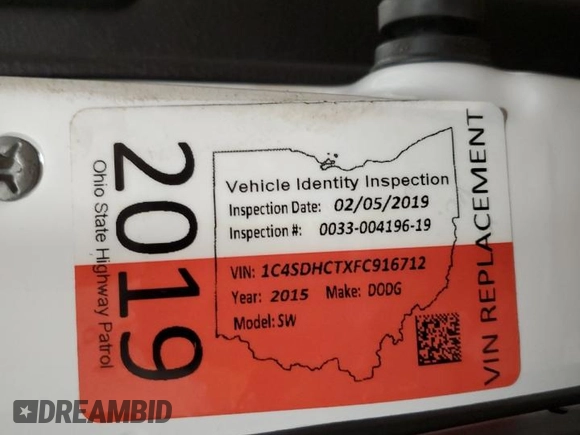 2019
Ohio State Highway Patrol
Vehicle Identity Inspection
Inspection Date: 02/05/2019
Inspection #: 0033-004196-19
VIN: 1C4SDHCTXFC916712
Year: 2015 Make: DODG
Model: SW
VIN REPLACEMENT
DREAMBID